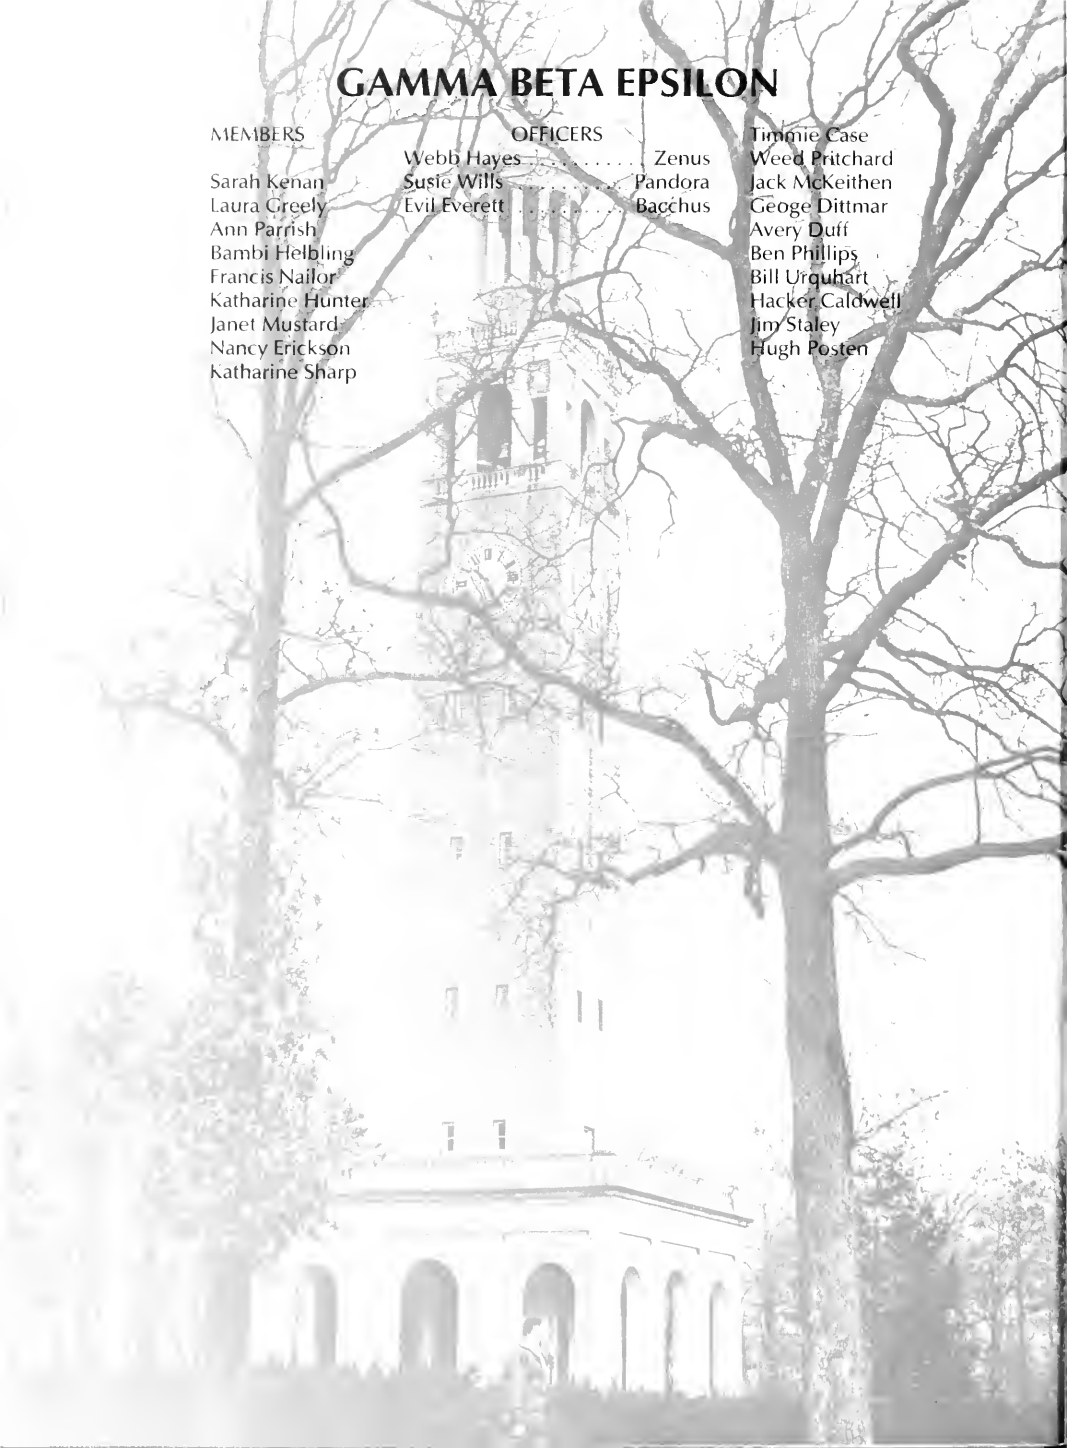 GAMMA BETA EPSILON
MEMBERS
Sarah Kenan
Laura Greely
Ann Parrish
Bambi Helbling
Francis Nailor
Katharine Hunter
Janet Mustard
Nancy Erickson
Katharine Sharp
OFFICERS
Webb Hayes . . . . . . . . . . . Zenus
Susie Wills . . . . . . . . . . . Pandora
Evil Everett . . . . . . . . . . . Bacchus
Timmie Case
Weed Pritchard
Jack McKeithen
Geoge Dittmar
Avery Duff
Ben Phillips
Bill Urquhart
Hacker Caldwell
Jim Staley
Hugh Posten